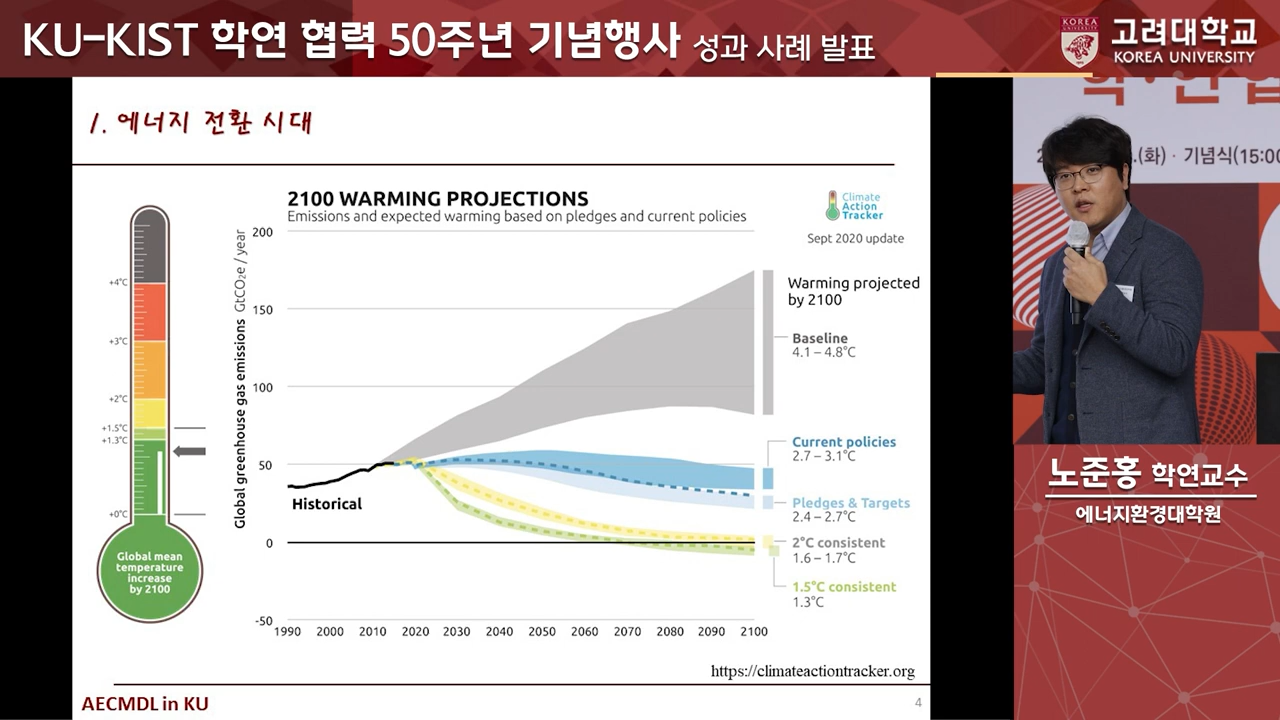 KU-KIST 학연 협력 50주년 기념행사 성과 사례 발표
KOREA
고려대학교
KOREA UNIVERSITY
1. 에너지 전환 시대
2100 WARMING PROJECTIONS
Emissions and expected warming based on pledges and current policies
Climate
Action
Tracker
Sept 2020 update
+4°C
+3°C
+2°C
+1.5°C
+1.3°C
+0°C
Global mean
temperature
increase
by 2100
Global greenhouse gas emissions GtCO₂e / year
200
150
100
50
0
-50
1990 2000 2010 2020 2030 2040 2050 2060 2070 2080 2090 2100
Historical
Warming projected
by 2100
Baseline
4.1 – 4.8°C
Current policies
2.7 – 3.1°C
Pledges & Targets
2.4 – 2.7°C
2°C consistent
1.6 – 1.7°C
1.5°C consistent
1.3°C
https://climateactiontracker.org
AECMDL in KU
4
.(화) · 기념식(15:00
노준홍 학연교수
에너지환경대학원